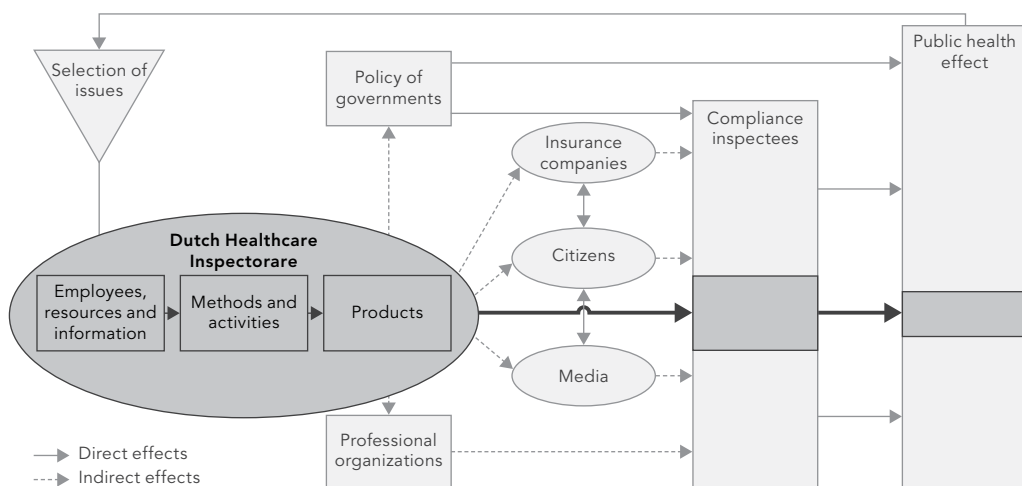 Public health
effect
Selection of
issues
Policy of
governments
Compliance
inspectees
Insurance
companies
Dutch Healthcare
Inspectorare
Citizens
Employees,
resources and
information
Methods and
activities
Products
Media
Professional
organizations
Direct effects
Indirect effects